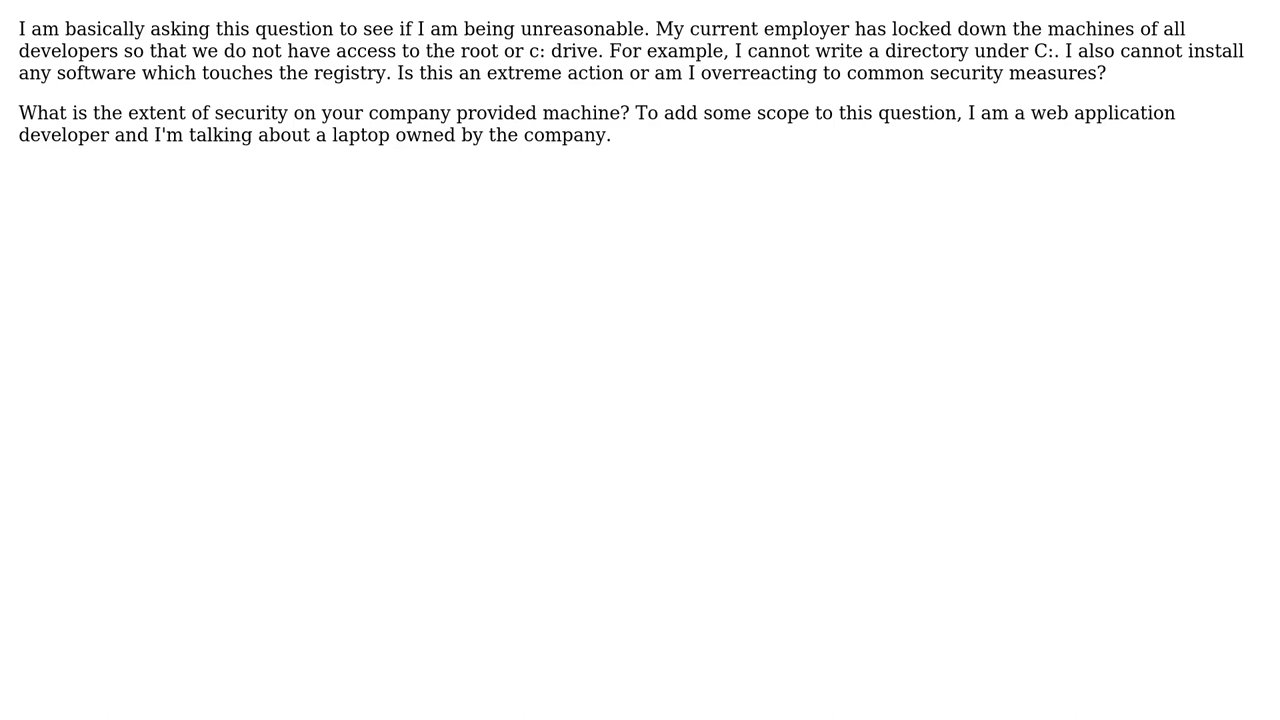 I am basically asking this question to see if I am being unreasonable. My current employer has locked down the machines of all
developers so that we do not have access to the root or c: drive. For example, I cannot write a directory under C:. I also cannot install
any software which touches the registry. Is this an extreme action or am I overreacting to common security measures?
What is the extent of security on your company provided machine? To add some scope to this question, I am a web application
developer and I'm talking about a laptop owned by the company.